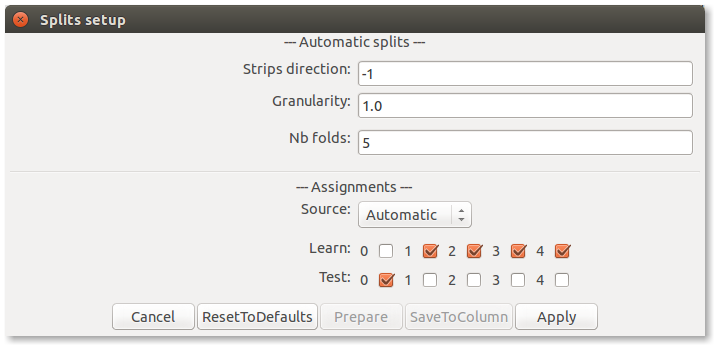 Splits setup
--- Automatic splits ---
Strips direction: -1
Granularity: 1.0
Nb folds: 5
--- Assignments ---
Source: Automatic
Learn: 0 1 2 3 4
Test: 0 1 2 3 4
Cancel ResetToDefaults Prepare SaveToColumn Apply